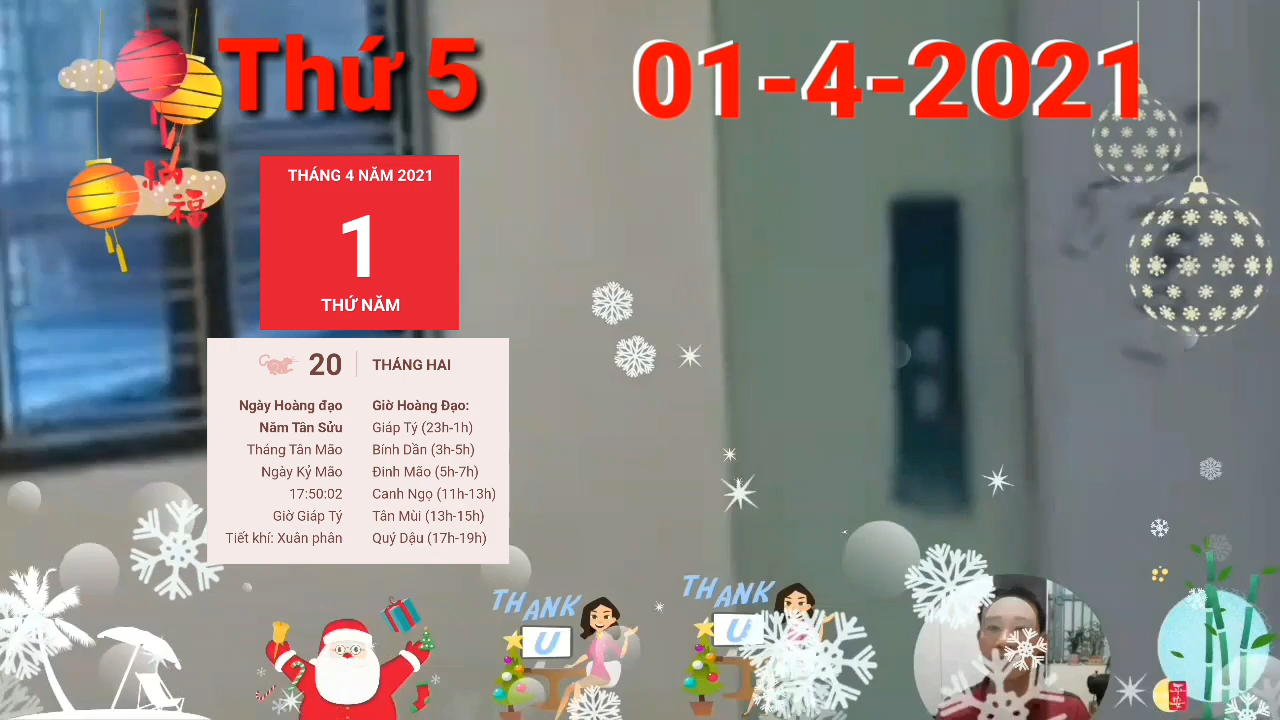 Thứ 5
01-4-2021
福
THÁNG 4 NĂM 2021
1
THỨ NĂM
20
THÁNG HAI
Ngày Hoàng đạo
Giờ Hoàng Đạo:
Năm Tân Sửu
Giáp Tý (23h-1h)
Tháng Tân Mão
Bính Dần (3h-5h)
Ngày Kỷ Mão
Đinh Mão (5h-7h)
17:50:02
Canh Ngọ (11h-13h)
Giờ Giáp Tý
Tân Mùi (13h-15h)
Tiết khí: Xuân phân
Quý Dậu (17h-19h)
THANK
U
THANK
U